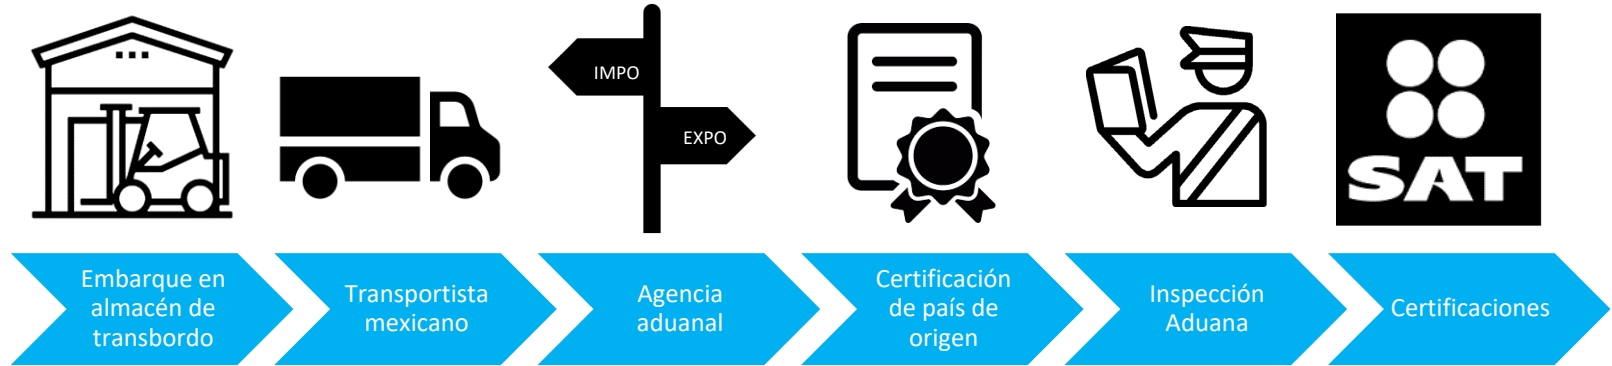 IMPO
EXPO
SAT
Embarque en
almacén de
transbordo
Transportista
mexicano
Agencia
aduanal
Certificación
de país de
origen
Inspección
Aduana
Certificaciones